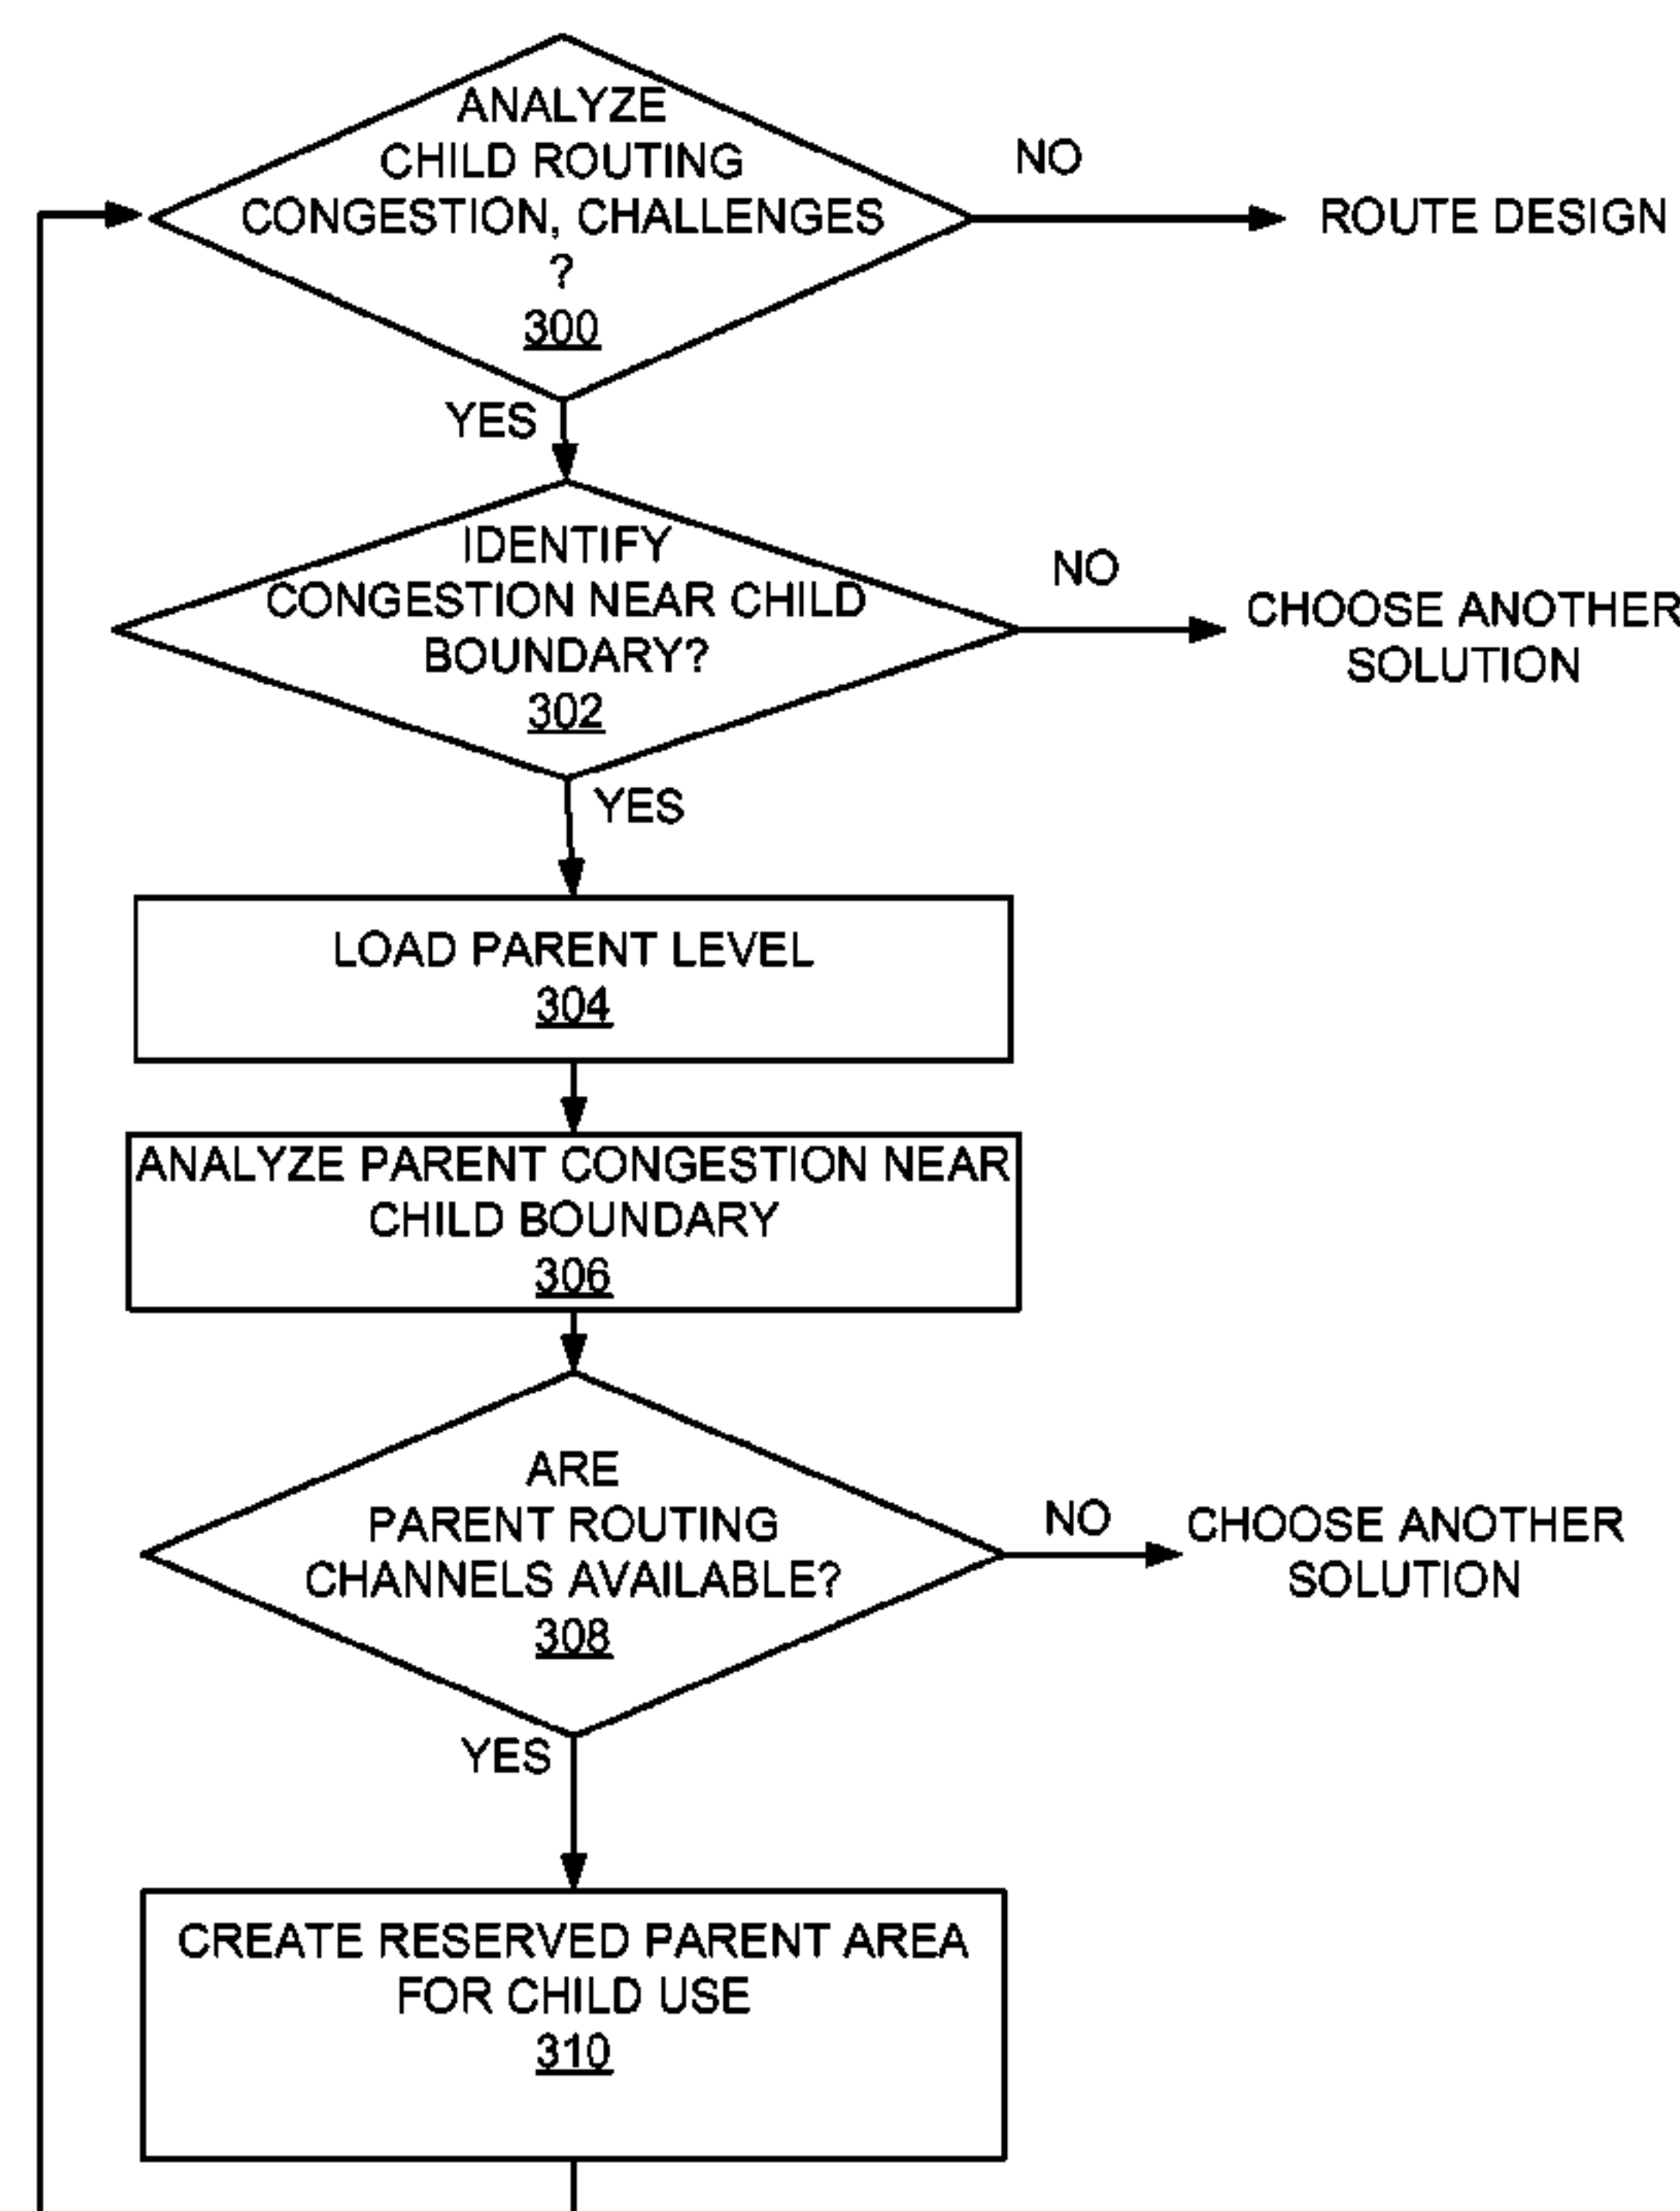 ANALYZE
CHILD ROUTING
CONGESTION, CHALLENGES
?
300
NO
ROUTE DESIGN
YES
IDENTIFY
CONGESTION NEAR CHILD
BOUNDARY?
302
NO
CHOOSE ANOTHER
SOLUTION
YES
LOAD PARENT LEVEL
304
ANALYZE PARENT CONGESTION NEAR
CHILD BOUNDARY
306
ARE
PARENT ROUTING
CHANNELS AVAILABLE?
308
NO
CHOOSE ANOTHER
SOLUTION
YES
CREATE RESERVED PARENT AREA
FOR CHILD USE
310